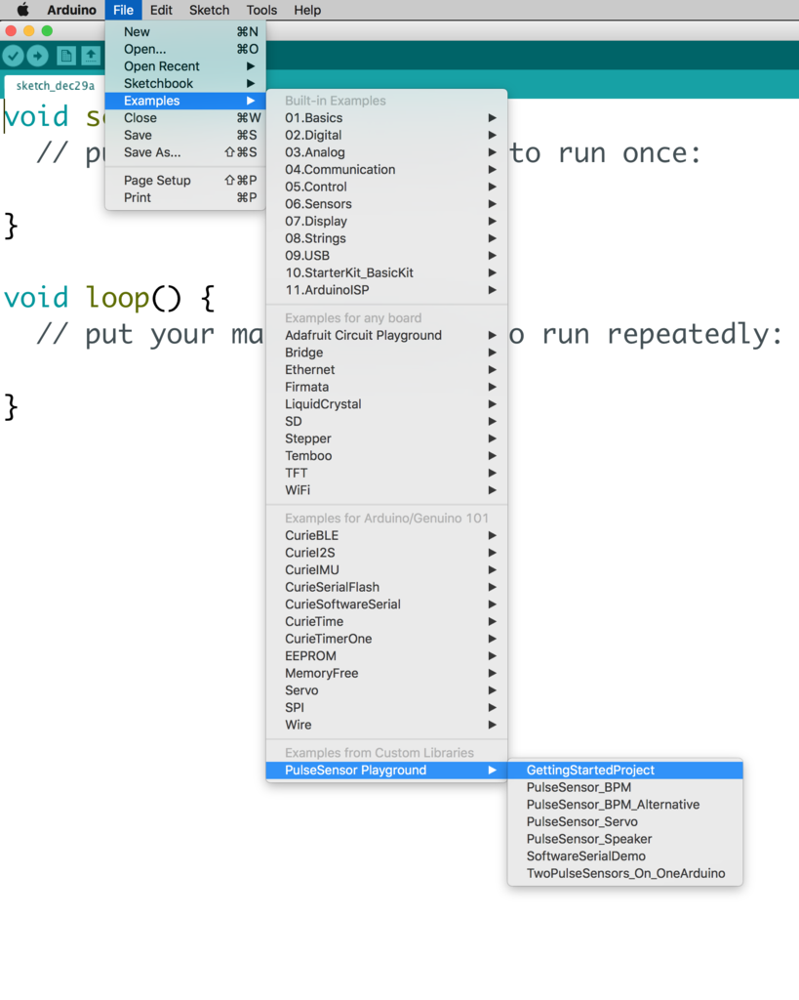 Arduino File Edit Sketch Tools Help
New ⌘N
Open... ⌘O
Open Recent ▶
Sketchbook ▶
Examples ▶
Close ⌘W
Save ⌘S
Save As... ⇧⌘S
Page Setup ⇧⌘P
Print ⌘P
sketch_dec29a
void s
// p to run once:
}
void loop() {
// put your ma o run repeatedly:
}
Built-in Examples
01.Basics ▶
02.Digital ▶
03.Analog ▶
04.Communication ▶
05.Control ▶
06.Sensors ▶
07.Display ▶
08.Strings ▶
09.USB ▶
10.StarterKit_BasicKit ▶
11.ArduinoISP ▶
Examples for any board
Adafruit Circuit Playground ▶
Bridge ▶
Ethernet ▶
Firmata ▶
LiquidCrystal ▶
SD ▶
Stepper ▶
Temboo ▶
TFT ▶
WiFi ▶
Examples for Arduino/Genuino 101
CurieBLE ▶
CurieI2S ▶
CurieIMU ▶
CurieSerialFlash ▶
CurieSoftwareSerial ▶
CurieTime ▶
CurieTimerOne ▶
EEPROM ▶
MemoryFree ▶
Servo ▶
SPI ▶
Wire ▶
Examples from Custom Libraries
PulseSensor Playground ▶
GettingStartedProject
PulseSensor_BPM
PulseSensor_BPM_Alternative
PulseSensor_Servo
PulseSensor_Speaker
SoftwareSerialDemo
TwoPulseSensors_On_OneArduino